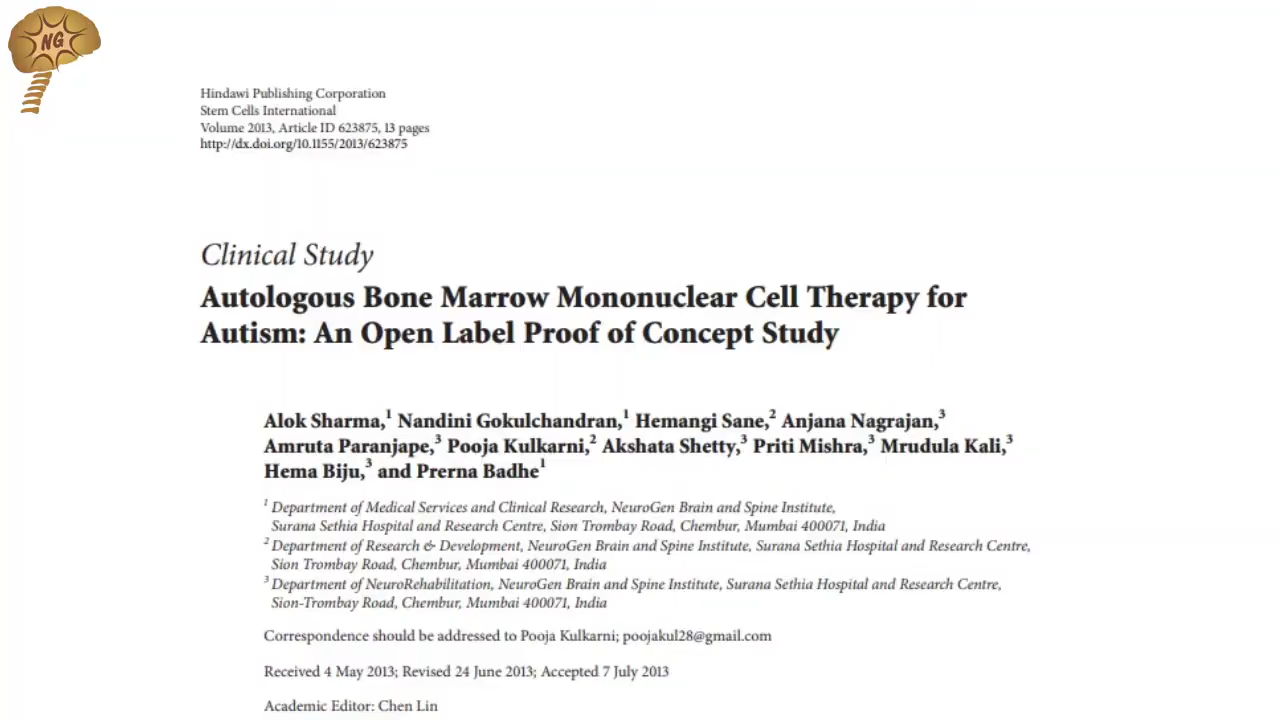 NG
Hindawi Publishing Corporation
Stem Cells International
Volume 2013, Article ID 623875, 13 pages
http://dx.doi.org/10.1155/2013/623875
Clinical Study
Autologous Bone Marrow Mononuclear Cell Therapy for
Autism: An Open Label Proof of Concept Study
Alok Sharma,1 Nandini Gokulchandran,1 Hemangi Sane,2 Anjana Nagrajan,3
Amruta Paranjape,3 Pooja Kulkarni,2 Akshata Shetty,3 Priti Mishra,3 Mrudula Kali,3
Hema Biju,3 and Prerna Badhe1
1 Department of Medical Services and Clinical Research, NeuroGen Brain and Spine Institute,
Surana Sethia Hospital and Research Centre, Sion Trombay Road, Chembur, Mumbai 400071, India
2 Department of Research & Development, NeuroGen Brain and Spine Institute, Surana Sethia Hospital and Research Centre,
Sion Trombay Road, Chembur, Mumbai 400071, India
3 Department of NeuroRehabilitation, NeuroGen Brain and Spine Institute, Surana Sethia Hospital and Research Centre,
Sion-Trombay Road, Chembur, Mumbai 400071, India
Correspondence should be addressed to Pooja Kulkarni; poojakul28@gmail.com
Received 4 May 2013; Revised 24 June 2013; Accepted 7 July 2013
Academic Editor: Chen Lin